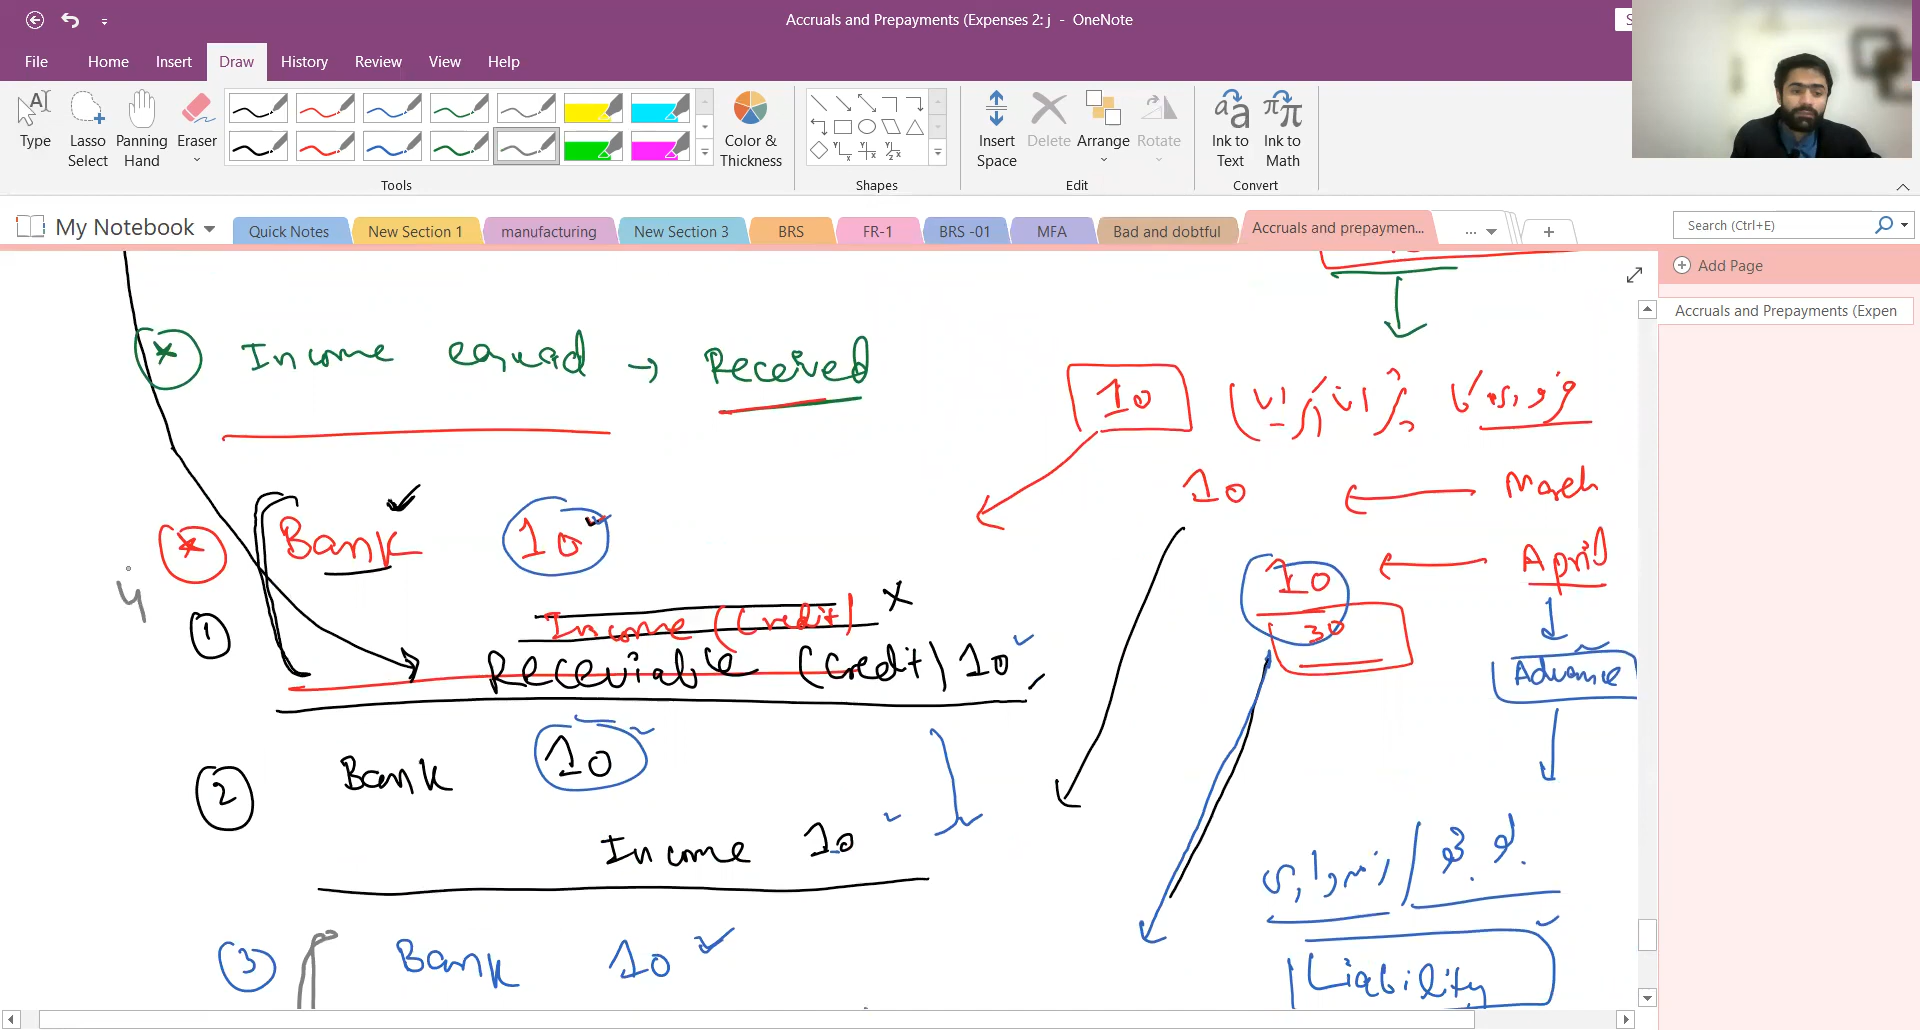 Accruals and Prepayments (Expenses 2: j - OneNote
File Home Insert Draw History Review View Help
Type
Lasso Select
Panning Hand
Eraser
Color & Thickness
Insert Space
Delete
Arrange
Rotate
Ink to Text
Ink to Math
Tools Shapes Edit Convert
My Notebook
Quick Notes New Section 1 manufacturing New Section 3 BRS FR-1 BRS -01 MFA Bad and doubtful Accruals and prepaymen... ... +
Search (Ctrl+E)
Add Page
Accruals and Prepayments (Expen
Income → Received
10
10 ← March
Bank 10
10 ← April
30
1
Income (Credit) x
(Credit) 10
Advance
2 Bank 10
Income 10
3 Bank 10
Liability